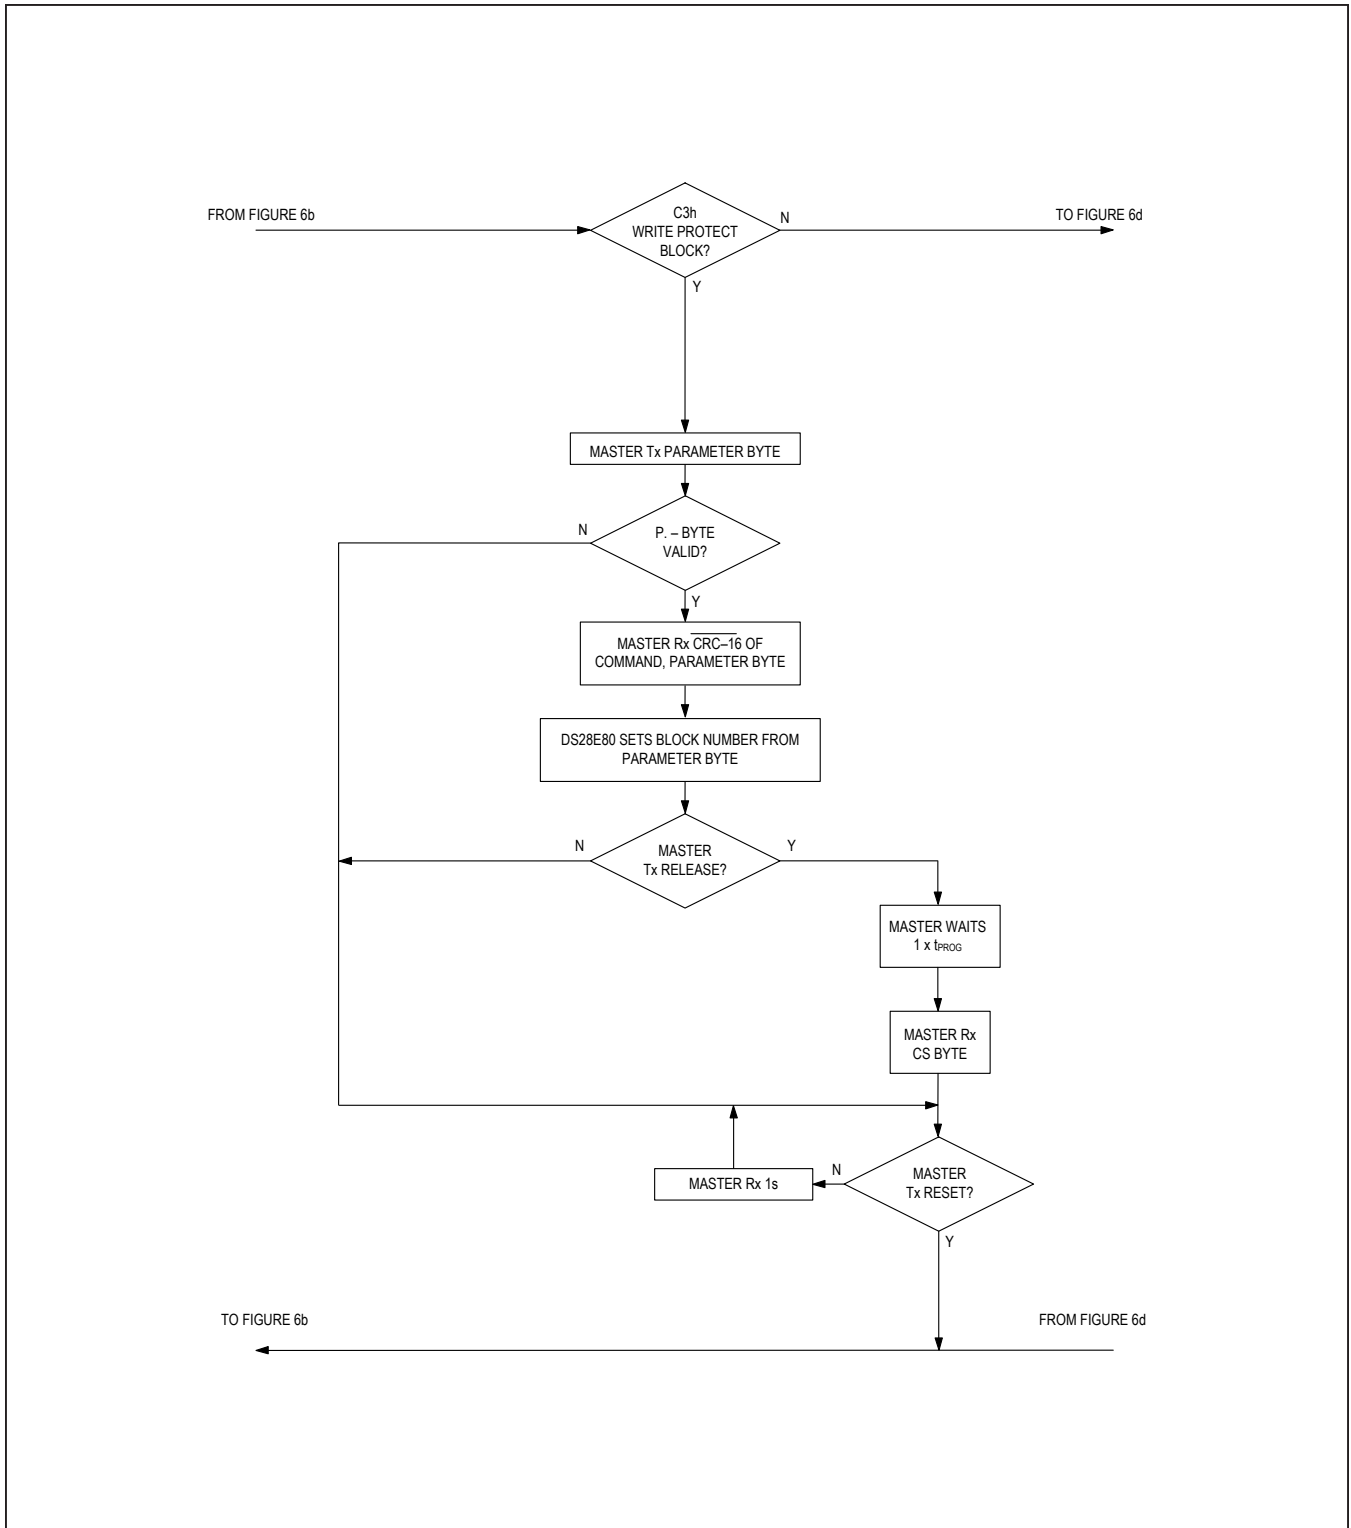 FROM FIGURE 6b
C3h
WRITE PROTECT
BLOCK?
N
TO FIGURE 6d
Y
MASTER Tx PARAMETER BYTE
N
P. – BYTE
VALID?
Y
MASTER Rx CRC–16 OF
COMMAND, PARAMETER BYTE
DS28E80 SETS BLOCK NUMBER FROM
PARAMETER BYTE
N
MASTER
Tx RELEASE?
Y
MASTER WAITS
1 x tPROG
MASTER Rx
CS BYTE
MASTER Rx 1s
N
MASTER
Tx RESET?
Y
TO FIGURE 6b
FROM FIGURE 6d